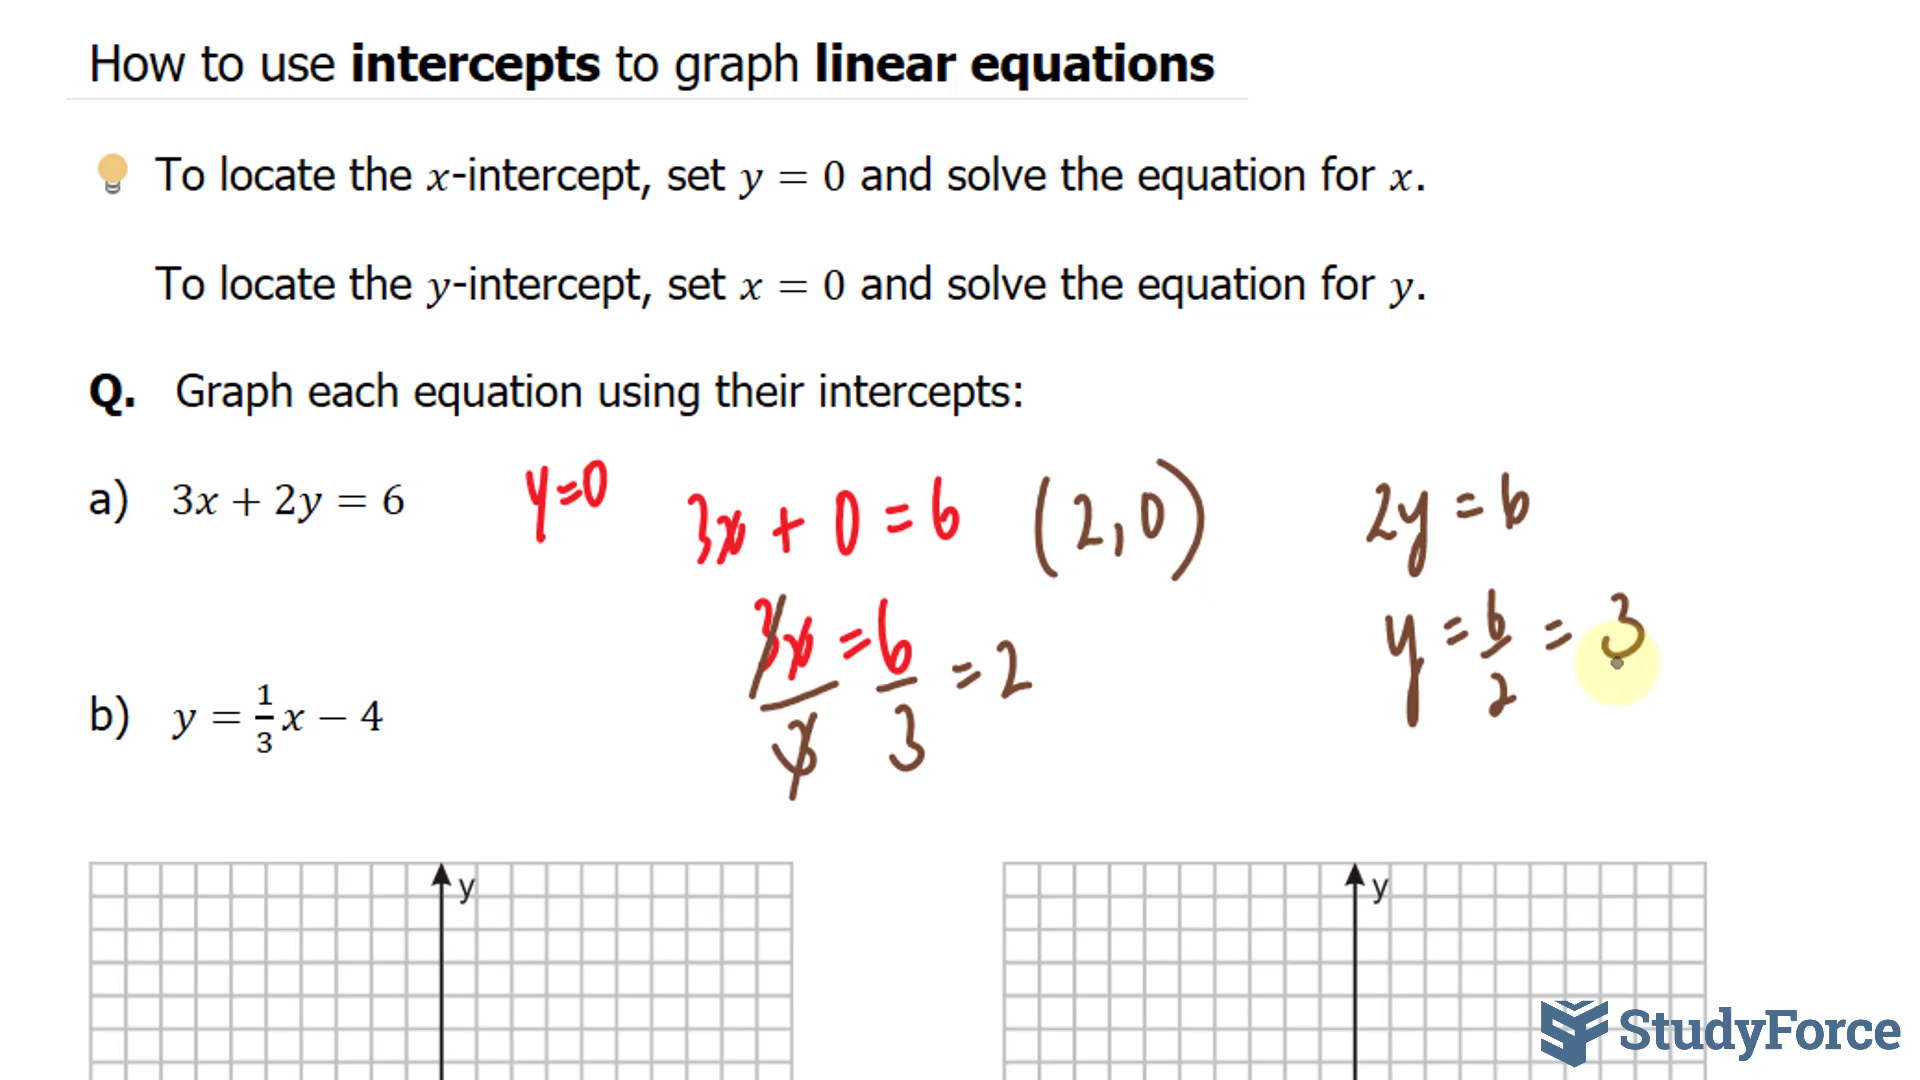 How to use intercepts to graph linear equations
To locate the x-intercept, set y = 0 and solve the equation for x.
To locate the y-intercept, set x = 0 and solve the equation for y.
Q. Graph each equation using their intercepts:
a) 3x + 2y = 6
y=0
3x + 0 = 6
(2,0)
2y = 6
3x/3 = 6/3 = 2
y = 6/2 = 3
b) y = 1/3 x − 4
y
y
StudyForce